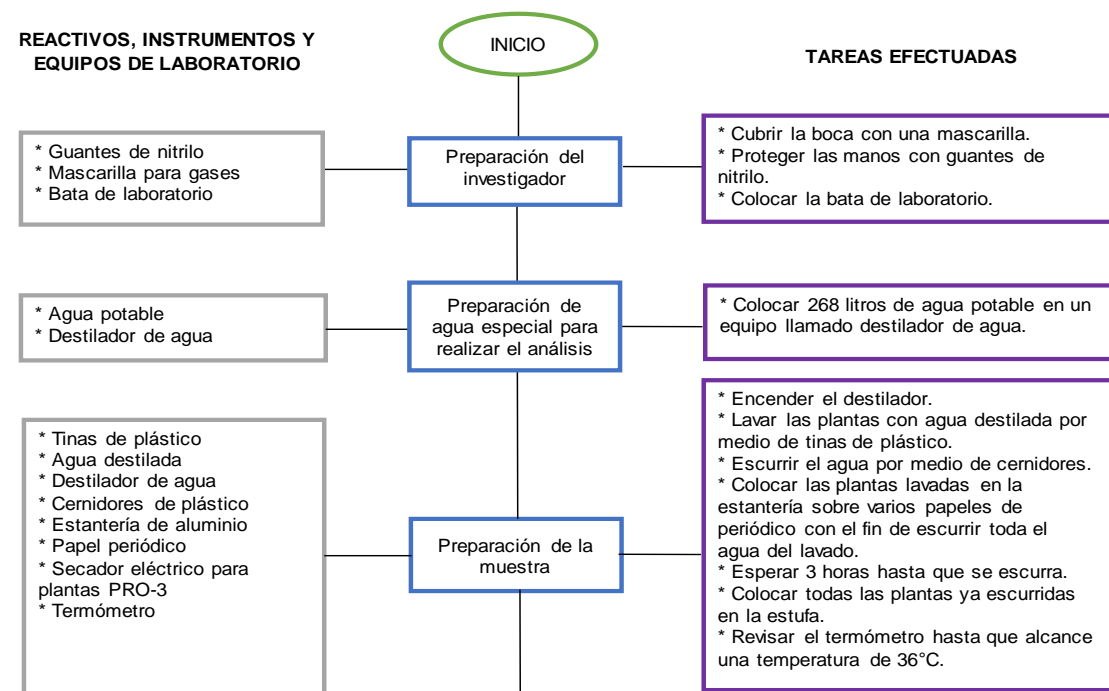 REACTIVOS, INSTRUMENTOS Y
EQUIPOS DE LABORATORIO
INICIO
TAREAS EFECTUADAS
* Guantes de nitrilo
* Mascarilla para gases
* Bata de laboratorio
Preparación del
investigador
* Cubrir la boca con una mascarilla.
* Proteger las manos con guantes de
nitrilo.
* Colocar la bata de laboratorio.
* Agua potable
* Destilador de agua
Preparación de
agua especial para
realizar el análisis
* Colocar 268 litros de agua potable en un
equipo llamado destilador de agua.
* Tinas de plástico
* Agua destilada
* Destilador de agua
* Cernidores de plástico
* Estantería de aluminio
* Papel periódico
* Secador eléctrico para
plantas PRO-3
* Termómetro
Preparación de la
muestra
* Encender el destilador.
* Lavar las plantas con agua destilada por
medio de tinas de plástico.
* Escurrir el agua por medio de cernidores.
* Colocar las plantas lavadas en la
estantería sobre varios papeles de
periódico con el fin de escurrir toda el
agua del lavado.
* Esperar 3 horas hasta que se escurra.
* Colocar todas las plantas ya escurridas
en la estufa.
* Revisar el termómetro hasta que alcance
una temperatura de 36°C.